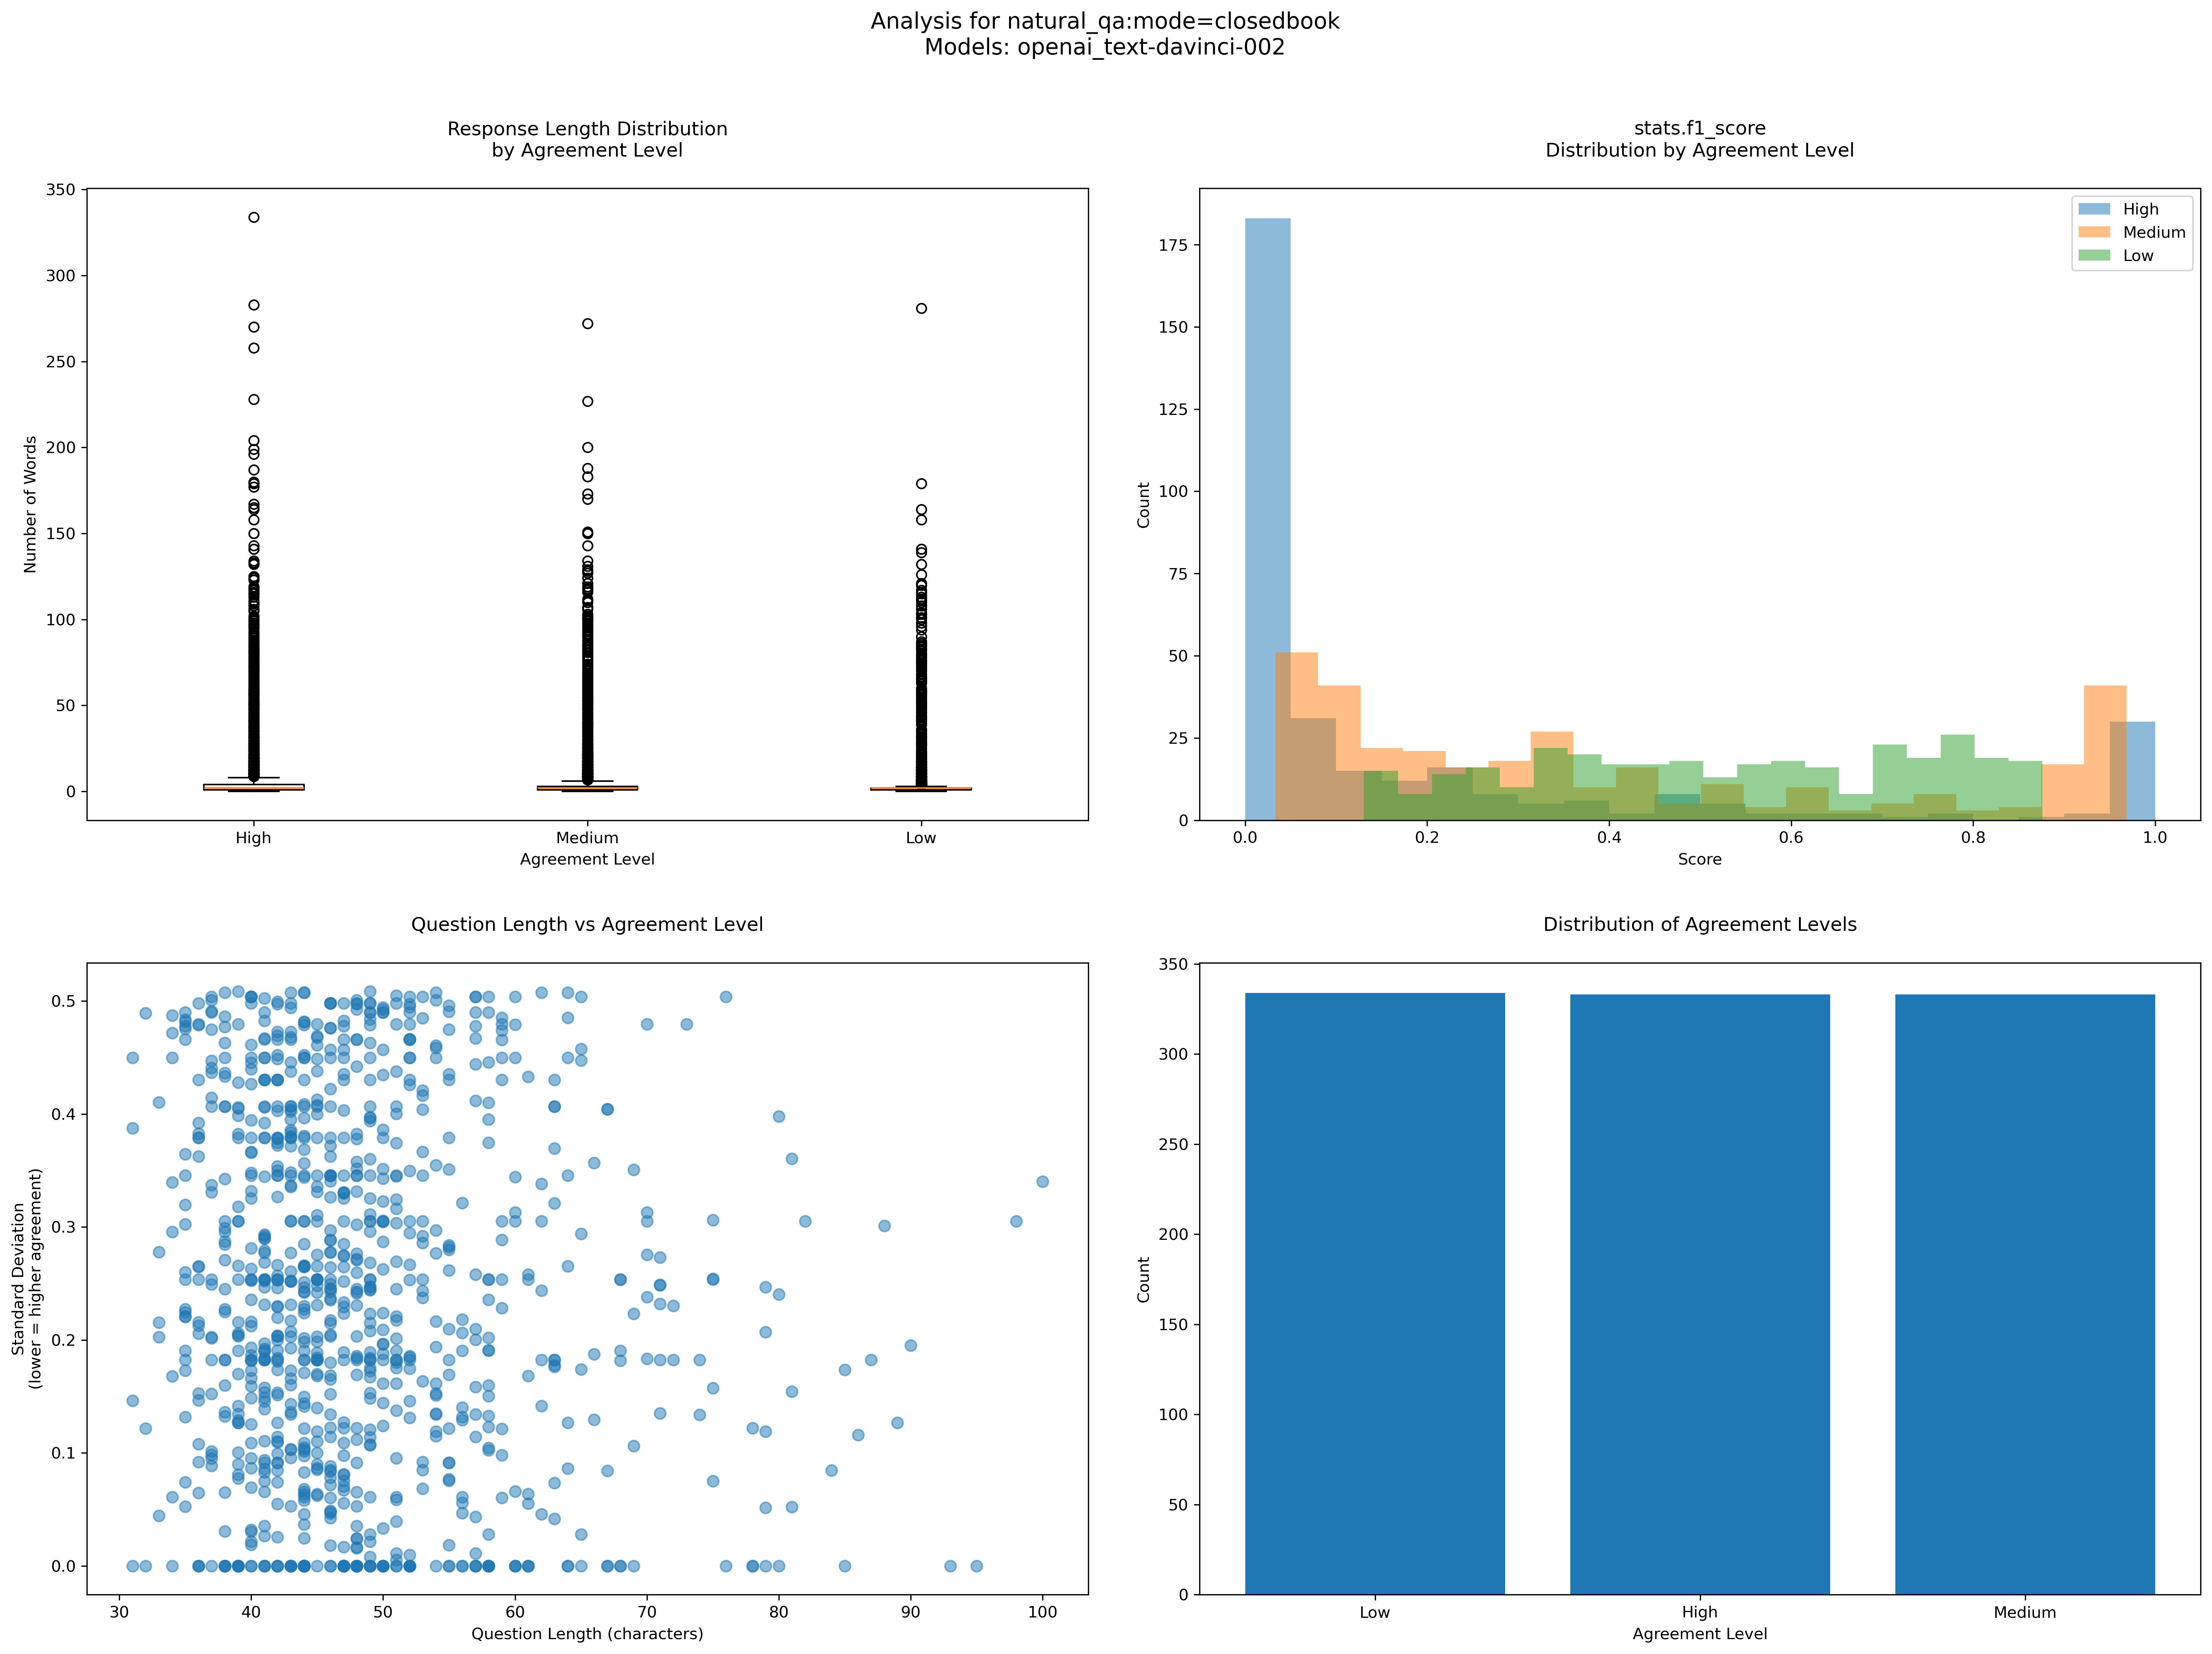 Analysis for natural_qa:mode=closedbook
Models: openai_text-davinci-002
Response Length Distribution
by Agreement Level
350
300
250
200
150
100
50
0
Number of Words
High
Medium
Low
Agreement Level
stats.f1_score
Distribution by Agreement Level
High
Medium
Low
175
150
125
100
75
50
25
0
Count
0.0
0.2
0.4
0.6
0.8
1.0
Score
Question Length vs Agreement Level
0.5
0.4
0.3
0.2
0.1
0.0
Standard Deviation
(lower = higher agreement)
30
40
50
60
70
80
90
100
Question Length (characters)
Distribution of Agreement Levels
350
300
250
200
150
100
50
0
Count
Low
High
Medium
Agreement Level